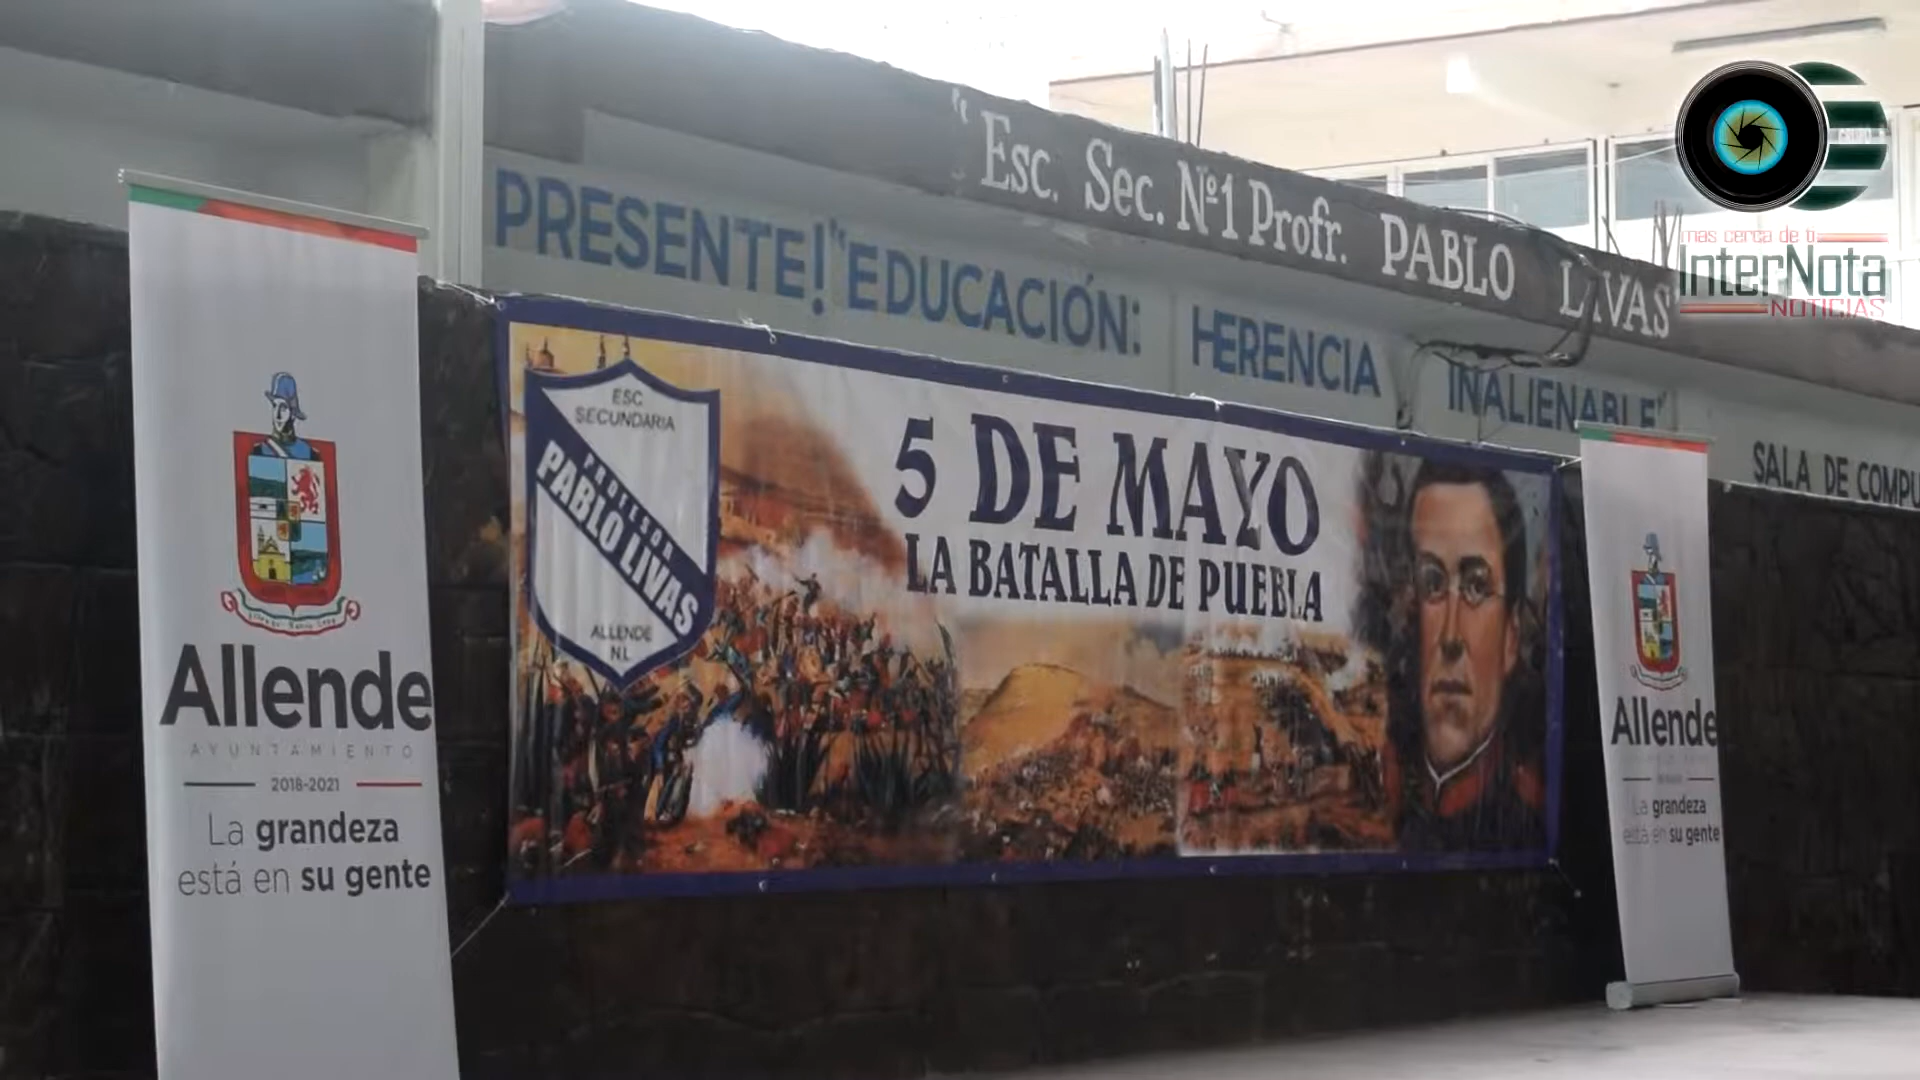 "Esc. Sec. Nº1 Profr. PABLO LIVAS"
PRESENTE! "EDUCACIÓN: HERENCIA INALIENABLE"
SALA DE COMPU
mas cerca de ti
InterNota
NOTICIAS
ESC
SECUNDARIA
PROFESOR
PABLO LIVAS
ALLENDE
N.L.
5 DE MAYO
LA BATALLA DE PUEBLA
Allende
AYUNTAMIENTO
2018-2021
La grandeza
está en su gente
Allende
La grandeza
está en su gente